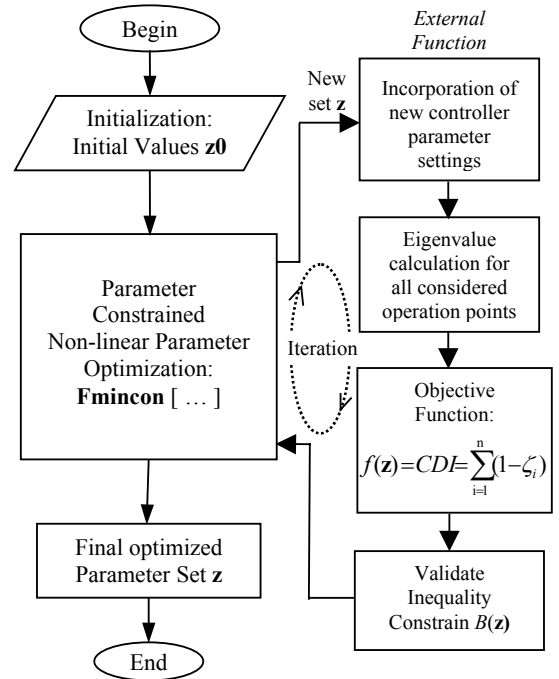 Begin
Initialization:
Initial Values z0
Parameter
Constrained
Non-linear Parameter
Optimization:
Fmincon [ … ]
Final optimized
Parameter Set z
End
Iteration
New
set z
External
Function
Incorporation of
new controller
parameter
settings
Eigenvalue
calculation for
all considered
operation points
Objective
Function:
f(z)=CDI=∑_{i=1}^{n}(1−ζ_i)
Validate
Inequality
Constrain B(z)